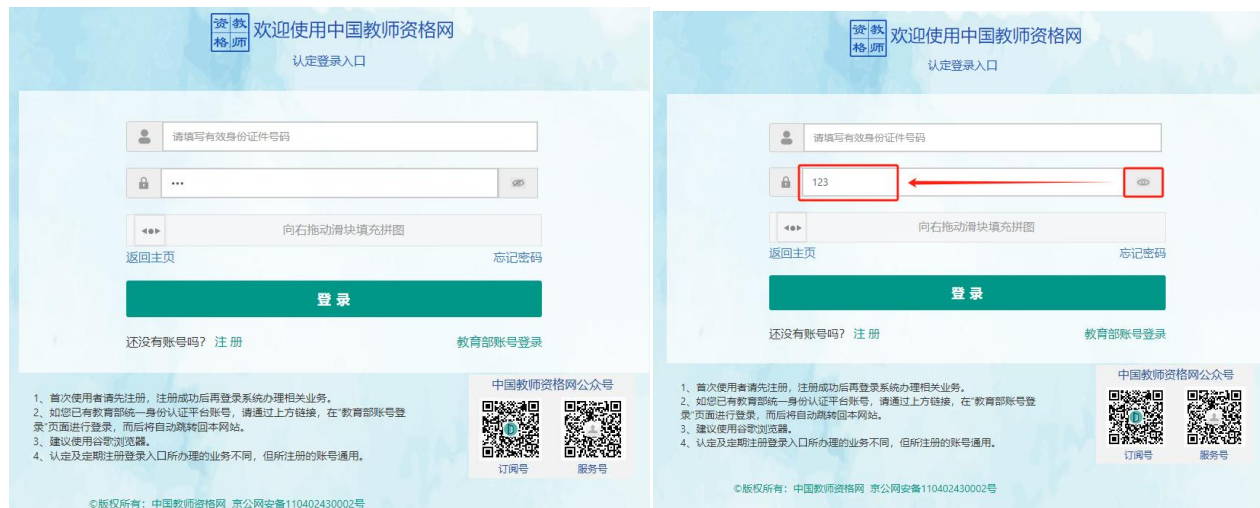 资教
格师
欢迎使用中国教师资格网
认定登录入口
请填写有效身份证件号码
•••
向右拖动滑块填充拼图
返回主页 忘记密码
登 录
还没有账号吗? 注 册 教育部账号登录
中国教师资格网公众号
1、首次使用者请先注册，注册成功后再登录系统办理相关业务。
2、如您已有教育部统一身份认证平台账号，请通过上方链接，在"教育部账号登
录"页面进行登录，而后将自动跳转回本网站。
3、建议使用谷歌浏览器。
4、认定及定期注册登录入口所办理的业务不同，但所注册的账号通用。
订阅号 服务号
©版权所有：中国教师资格网 京公网安备110402430002号
资教
格师
欢迎使用中国教师资格网
认定登录入口
请填写有效身份证件号码
123
向右拖动滑块填充拼图
返回主页 忘记密码
登 录
还没有账号吗? 注 册 教育部账号登录
中国教师资格网公众号
1、首次使用者请先注册，注册成功后再登录系统办理相关业务。
2、如您已有教育部统一身份认证平台账号，请通过上方链接，在"教育部账号登
录"页面进行登录，而后将自动跳转回本网站。
3、建议使用谷歌浏览器。
4、认定及定期注册登录入口所办理的业务不同，但所注册的账号通用。
订阅号 服务号
©版权所有：中国教师资格网 京公网安备110402430002号